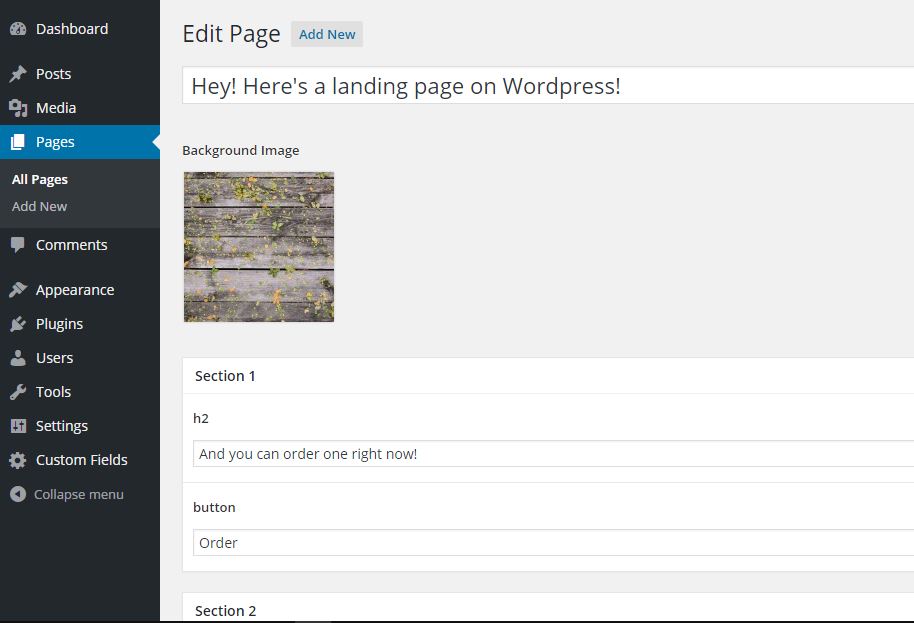 Dashboard
Posts
Media
Pages
All Pages
Add New
Comments
Appearance
Plugins
Users
Tools
Settings
Custom Fields
Collapse menu
Edit Page Add New
Hey! Here's a landing page on Wordpress!
Background Image
Section 1
h2
And you can order one right now!
button
Order
Section 2